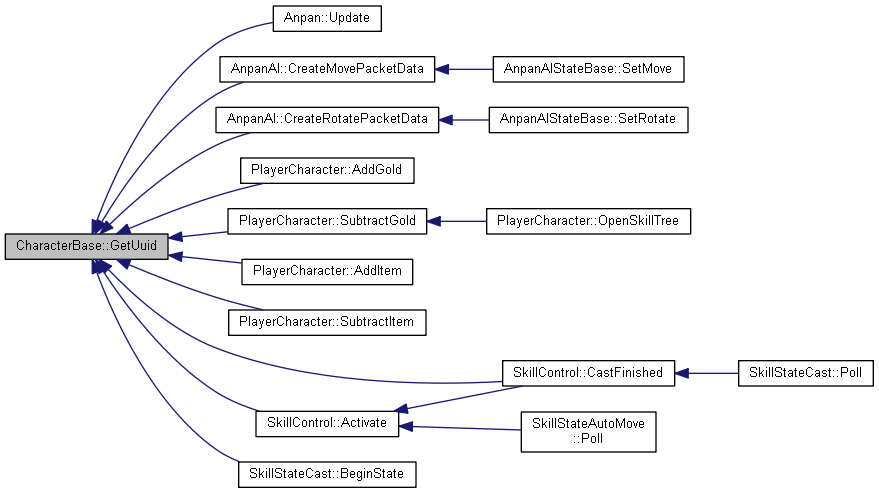 Anpan::Update
AnpanAI::CreateMovePacketData
AnpanAIStateBase::SetMove
AnpanAI::CreateRotatePacketData
AnpanAIStateBase::SetRotate
PlayerCharacter::AddGold
PlayerCharacter::SubtractGold
PlayerCharacter::OpenSkillTree
CharacterBase::GetUuid
PlayerCharacter::AddItem
PlayerCharacter::SubtractItem
SkillControl::CastFinished
SkillStateCast::Poll
SkillControl::Activate
SkillStateAutoMove
::Poll
SkillStateCast::BeginState